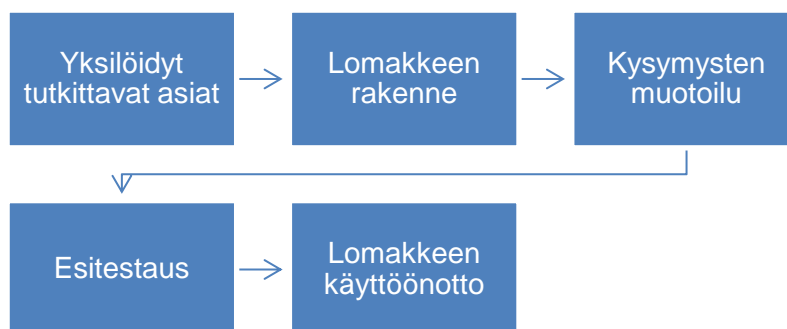 Yksilöidyt
tutkittavat asiat
Lomakkeen
rakenne
Kysymysten
muotoilu
Esitestaus
Lomakkeen
käyttöönotto